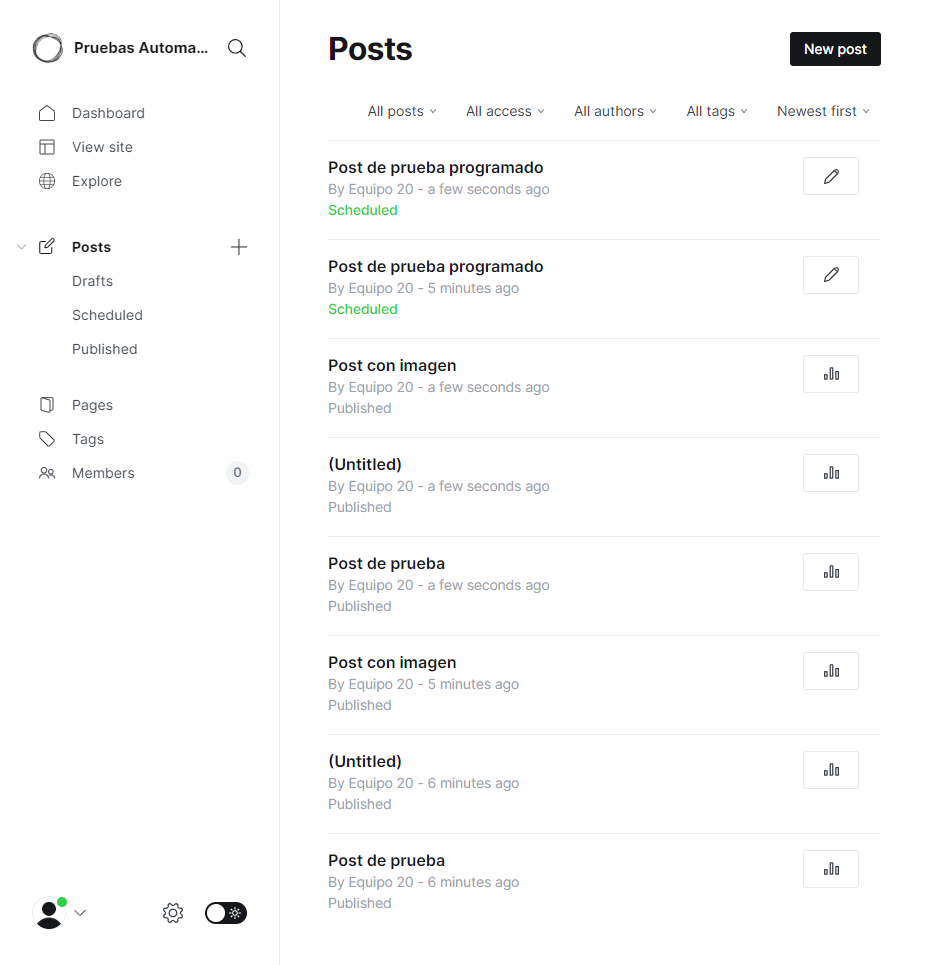 Pruebas Automa...
Dashboard
View site
Explore
Posts
Drafts
Scheduled
Published
Pages
Tags
Members 0
Posts
New post
All posts All access All authors All tags Newest first
Post de prueba programado
By Equipo 20 - a few seconds ago
Scheduled
Post de prueba programado
By Equipo 20 - 5 minutes ago
Scheduled
Post con imagen
By Equipo 20 - a few seconds ago
Published
(Untitled)
By Equipo 20 - a few seconds ago
Published
Post de prueba
By Equipo 20 - a few seconds ago
Published
Post con imagen
By Equipo 20 - 5 minutes ago
Published
(Untitled)
By Equipo 20 - 6 minutes ago
Published
Post de prueba
By Equipo 20 - 6 minutes ago
Published